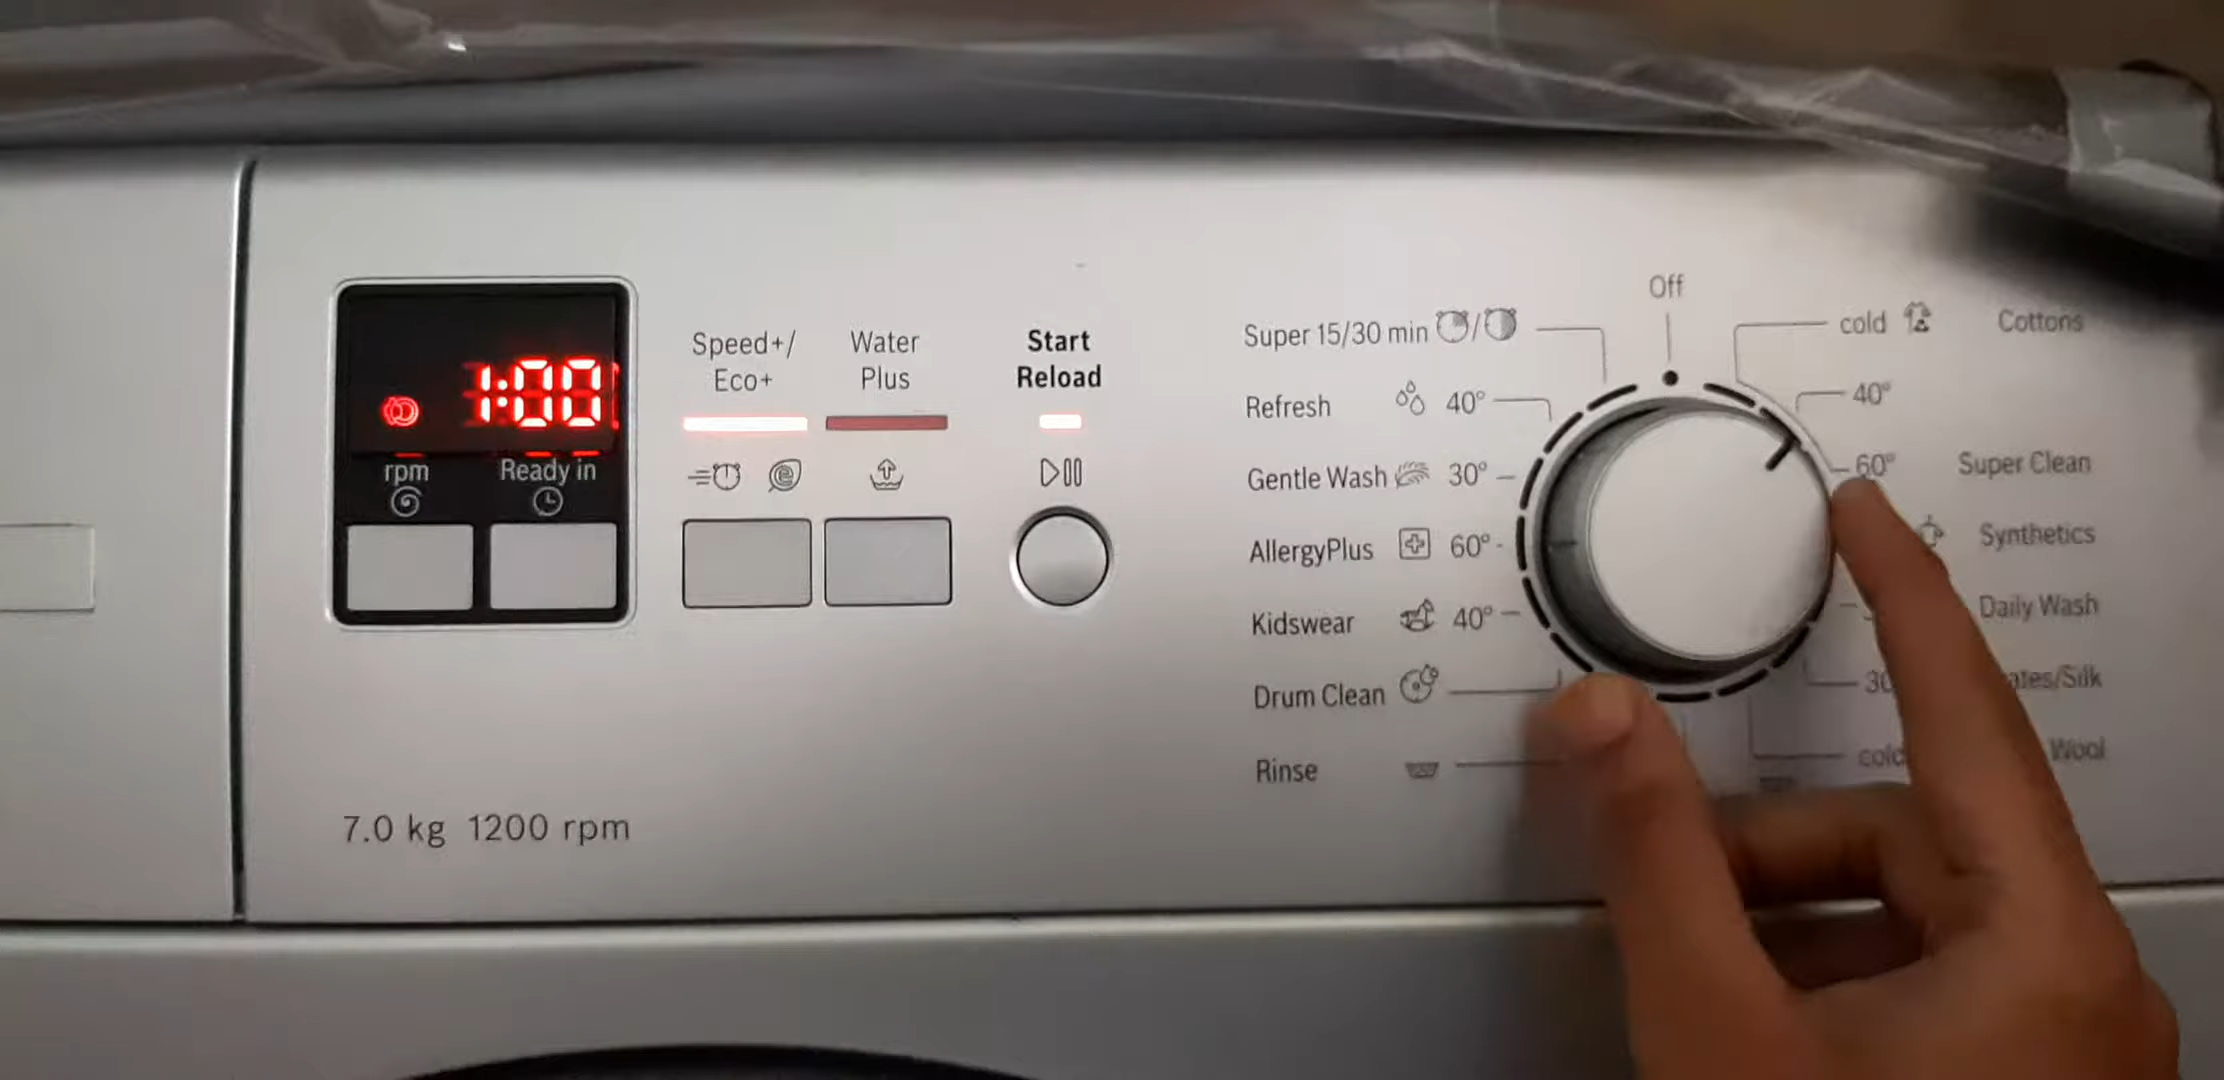 1:00
rpm
Ready in
Speed+/
Eco+
Water
Plus
Start
Reload
7.0 kg 1200 rpm
Off
Super 15/30 min
Refresh 40°
Gentle Wash 30°
AllergyPlus 60°
Kidswear 40°
Drum Clean
Rinse
cold Cottons
40°
60° Super Clean
Synthetics
Daily Wash
30
cold Wool